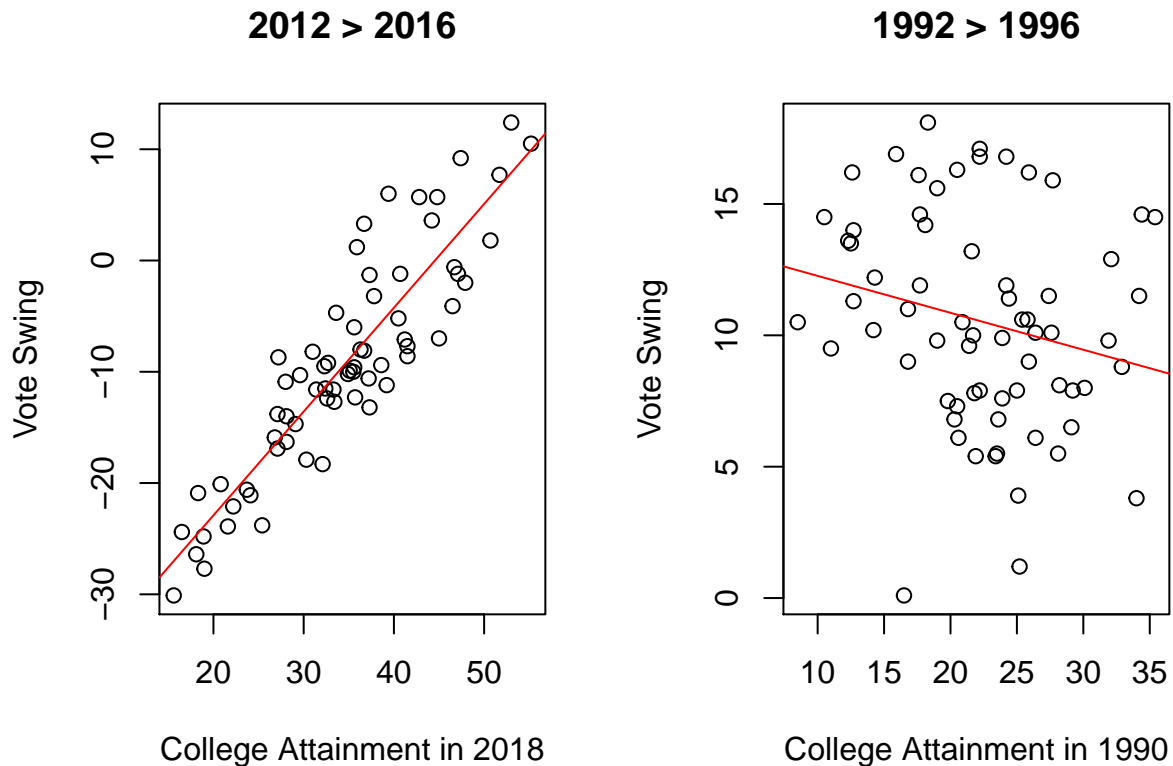 2012 > 2016
Vote Swing
10
0
−10
−20
−30
20 30 40 50
College Attainment in 2018
1992 > 1996
Vote Swing
15
10
5
0
10 15 20 25 30 35
College Attainment in 1990